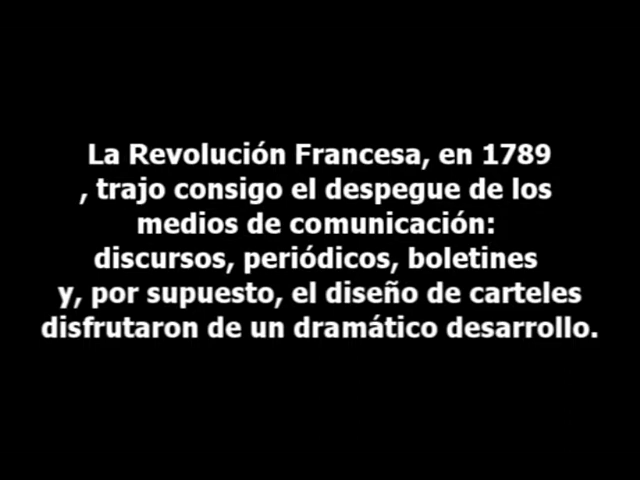 La Revolución Francesa, en 1789
, trajo consigo el despegue de los
medios de comunicación:
discursos, periódicos, boletines
y, por supuesto, el diseño de carteles
disfrutaron de un dramático desarrollo.